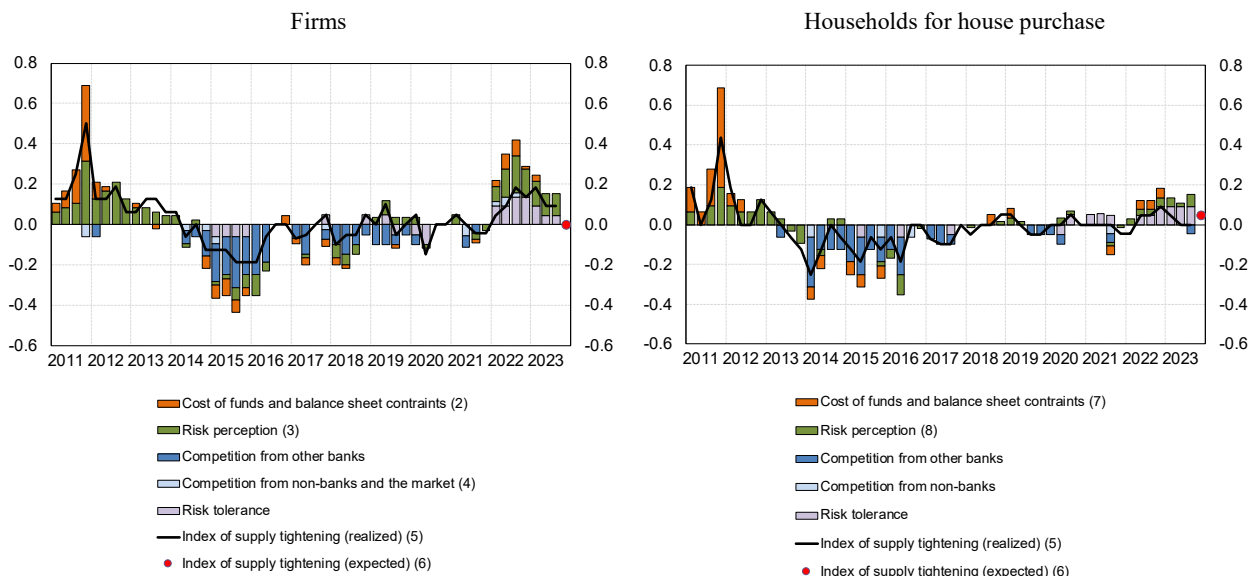 Firms
0.8 0.8
0.6 0.6
0.4 0.4
0.2 0.2
0.0 0.0
-0.2 -0.2
-0.4 -0.4
-0.6 -0.6
2011 2012 2013 2014 2015 2016 2017 2018 2019 2020 2021 2022 2023
Cost of funds and balance sheet contraints (2)
Risk perception (3)
Competition from other banks
Competition from non-banks and the market (4)
Risk tolerance
Index of supply tightening (realized) (5)
Index of supply tightening (expected) (6)
Households for house purchase
0.8 0.8
0.6 0.6
0.4 0.4
0.2 0.2
0.0 0.0
-0.2 -0.2
-0.4 -0.4
-0.6 -0.6
2011 2012 2013 2014 2015 2016 2017 2018 2019 2020 2021 2022 2023
Cost of funds and balance sheet contraints (7)
Risk perception (8)
Competition from other banks
Competition from non-banks
Risk tolerance
Index of supply tightening (realized) (5)
Index of supply tightening (expected) (6)